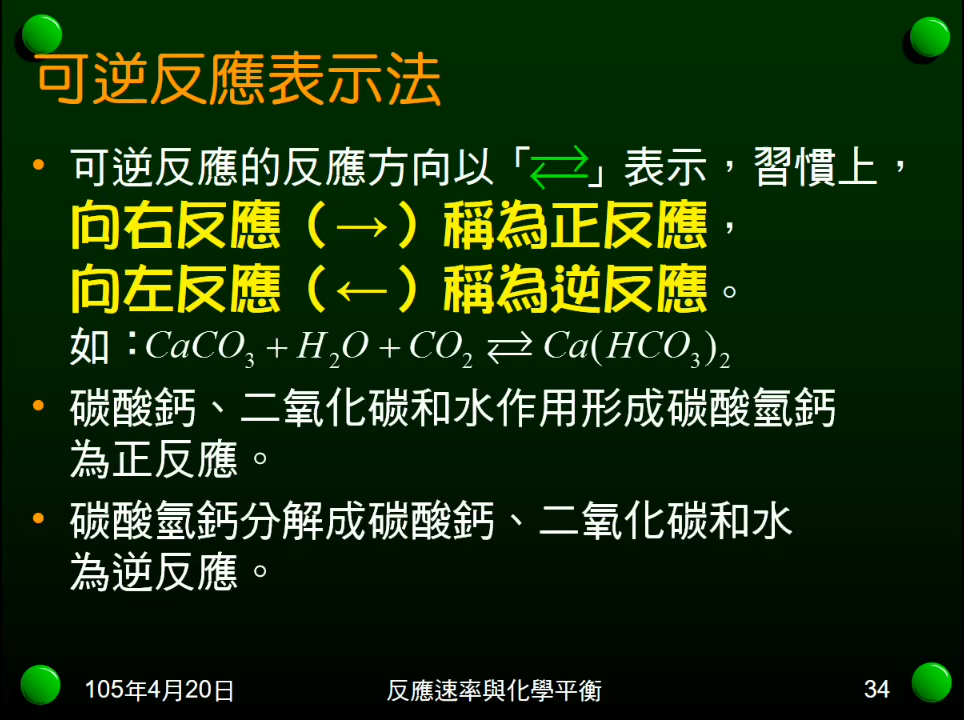 可逆反應表示法
• 可逆反應的反應方向以「⇄」表示，習慣上，
向右反應（→）稱為正反應，
向左反應（←）稱為逆反應。
如：CaCO₃ + H₂O + CO₂ ⇄ Ca(HCO₃)₂
• 碳酸鈣、二氧化碳和水作用形成碳酸氫鈣
為正反應。
• 碳酸氫鈣分解成碳酸鈣、二氧化碳和水
為逆反應。
105年4月20日
反應速率與化學平衡
34